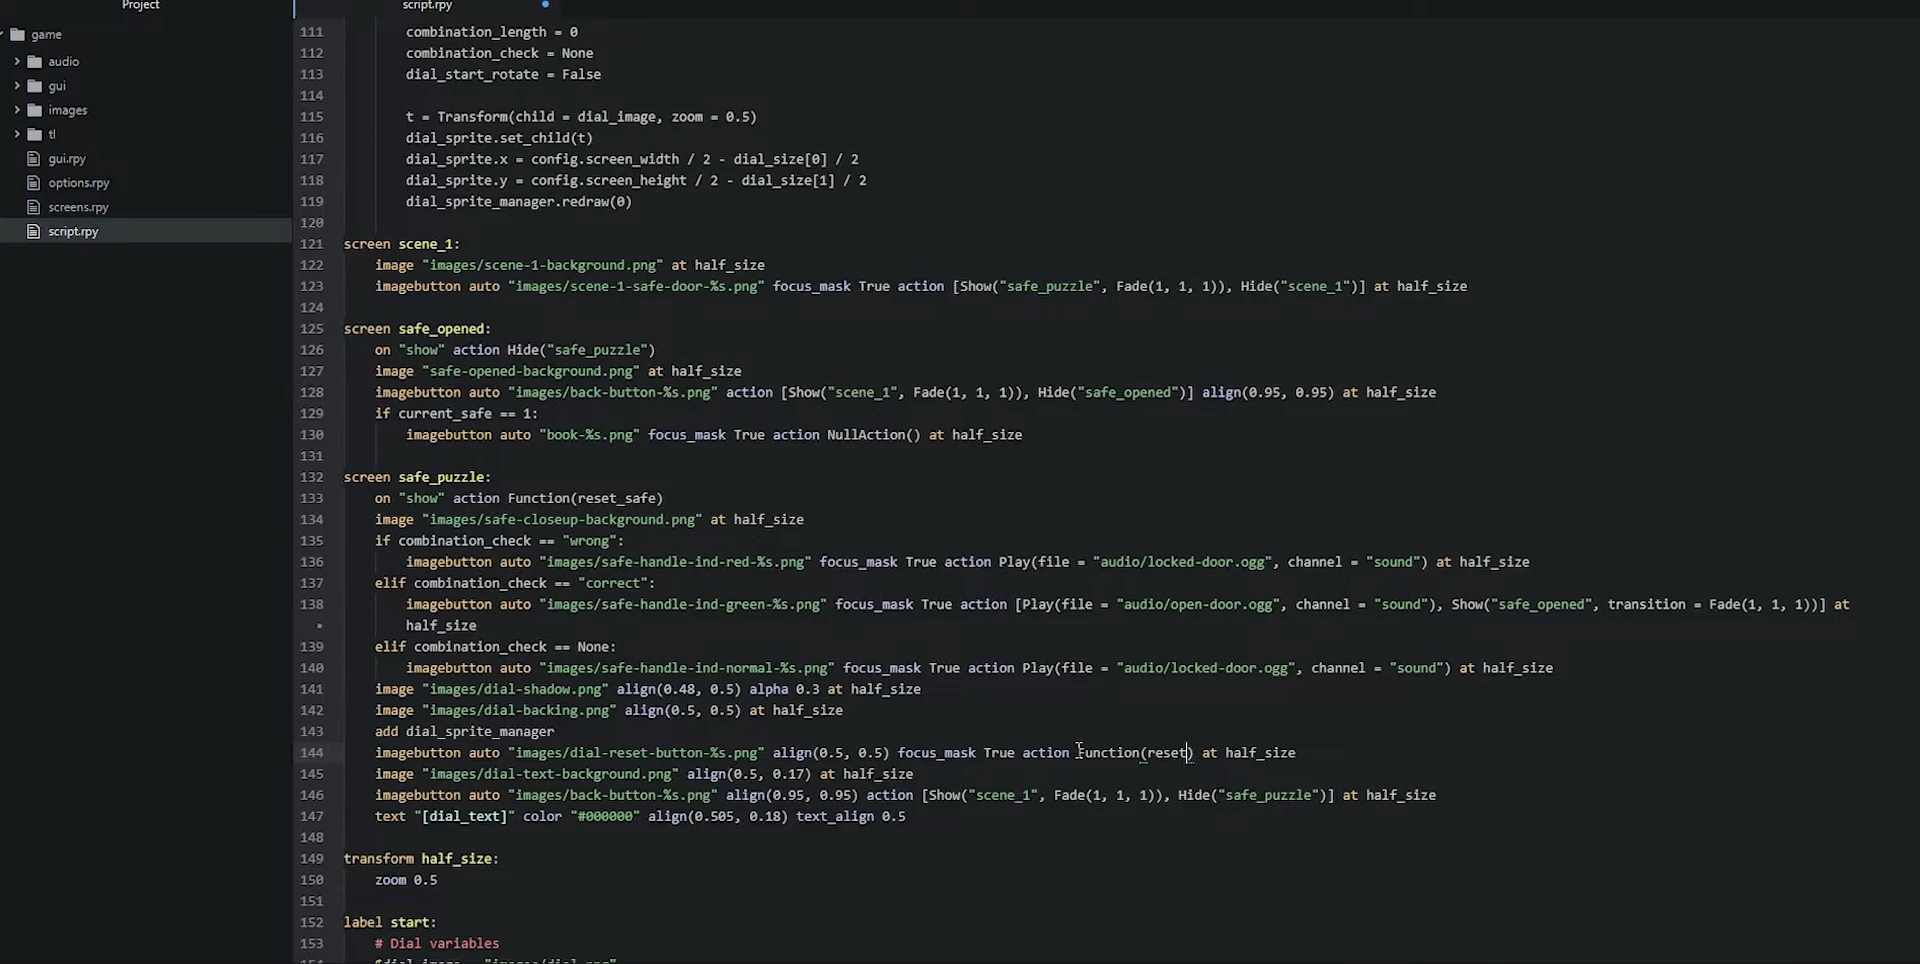 Project
script.rpy
game
audio
gui
images
tl
gui.rpy
options.rpy
screens.rpy
script.rpy
111 combination_length = 0
112 combination_check = None
113 dial_start_rotate = False
114
115 t = Transform(child = dial_image, zoom = 0.5)
116 dial_sprite.set_child(t)
117 dial_sprite.x = config.screen_width / 2 - dial_size[0] / 2
118 dial_sprite.y = config.screen_height / 2 - dial_size[1] / 2
119 dial_sprite_manager.redraw(0)
120
121 screen scene_1:
122 image "images/scene-1-background.png" at half_size
123 imagebutton auto "images/scene-1-safe-door-%s.png" focus_mask True action [Show("safe_puzzle", Fade(1, 1, 1)), Hide("scene_1")] at half_size
124
125 screen safe_opened:
126 on "show" action Hide("safe_puzzle")
127 image "safe-opened-background.png" at half_size
128 imagebutton auto "images/back-button-%s.png" action [Show("scene_1", Fade(1, 1, 1)), Hide("safe_opened")] align(0.95, 0.95) at half_size
129 if current_safe == 1:
130 imagebutton auto "book-%s.png" focus_mask True action NullAction() at half_size
131
132 screen safe_puzzle:
133 on "show" action Function(reset_safe)
134 image "images/safe-closeup-background.png" at half_size
135 if combination_check == "wrong":
136 imagebutton auto "images/safe-handle-ind-red-%s.png" focus_mask True action Play(file = "audio/locked-door.ogg", channel = "sound") at half_size
137 elif combination_check == "correct":
138 imagebutton auto "images/safe-handle-ind-green-%s.png" focus_mask True action [Play(file = "audio/open-door.ogg", channel = "sound"), Show("safe_opened", transition = Fade(1, 1, 1))] at
• half_size
139 elif combination_check == None:
140 imagebutton auto "images/safe-handle-ind-normal-%s.png" focus_mask True action Play(file = "audio/locked-door.ogg", channel = "sound") at half_size
141 image "images/dial-shadow.png" align(0.48, 0.5) alpha 0.3 at half_size
142 image "images/dial-backing.png" align(0.5, 0.5) at half_size
143 add dial_sprite_manager
144 imagebutton auto "images/dial-reset-button-%s.png" align(0.5, 0.5) focus_mask True action Function(reset) at half_size
145 image "images/dial-text-background.png" align(0.5, 0.17) at half_size
146 imagebutton auto "images/back-button-%s.png" align(0.95, 0.95) action [Show("scene_1", Fade(1, 1, 1)), Hide("safe_puzzle")] at half_size
147 text "[dial_text]" color "#000000" align(0.505, 0.18) text_align 0.5
148
149 transform half_size:
150 zoom 0.5
151
152 label start:
153 # Dial variables